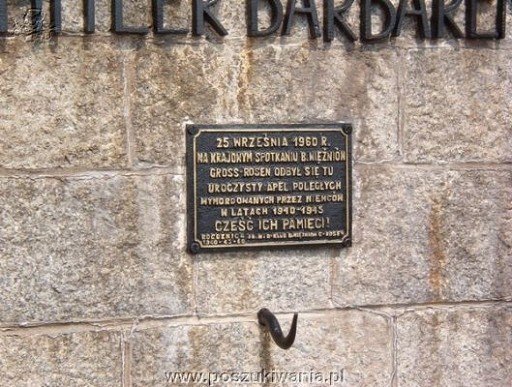 HITLER BARBAREN
25 WRZEŚNIA 1960 R.
NA KRAJOWYM SPOTKANIU B. WIĘŹNIÓW
GROSS-ROSEN ODBYŁ SIĘ TU
UROCZYSTY APEL POLEGŁYCH
WYMORDOWANYCH PRZEZ NIEMCÓW
W LATACH 1940-1945
CZEŚĆ ICH PAMIĘCI!
www.poszukiwania.pl